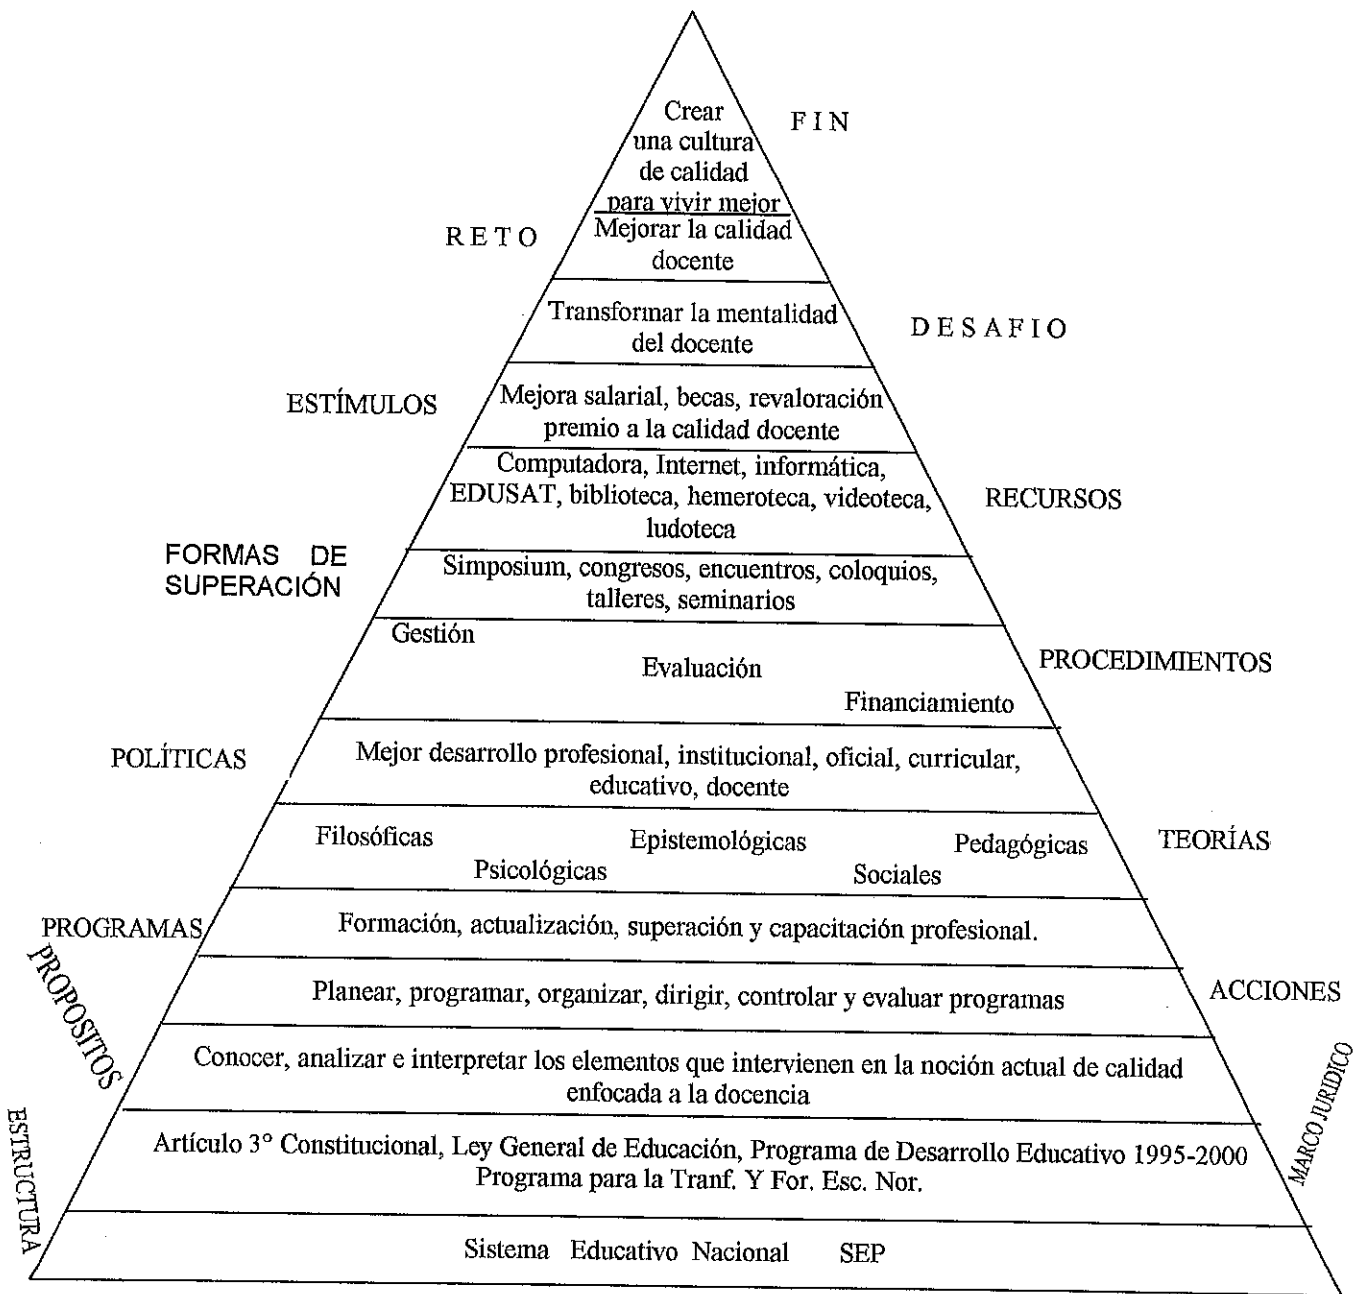 Crear
una cultura
de calidad
para vivir mejor
FIN
RETO
Mejorar la calidad
docente
Transformar la mentalidad
del docente
DESAFIO
ESTÍMULOS
Mejora salarial, becas, revaloración
premio a la calidad docente
Computadora, Internet, informática,
EDUSAT, biblioteca, hemeroteca, videoteca,
ludoteca
RECURSOS
FORMAS DE
SUPERACIÓN
Simposium, congresos, encuentros, coloquios,
talleres, seminarios
Gestión
Evaluación
Financiamiento
PROCEDIMIENTOS
POLÍTICAS
Mejor desarrollo profesional, institucional, oficial, curricular,
educativo, docente
Filosóficas Epistemológicas Pedagógicas
Psicológicas Sociales
TEORÍAS
PROGRAMAS
Formación, actualización, superación y capacitación profesional.
Planear, programar, organizar, dirigir, controlar y evaluar programas
ACCIONES
PROPOSITOS
Conocer, analizar e interpretar los elementos que intervienen en la noción actual de calidad
enfocada a la docencia
Artículo 3° Constitucional, Ley General de Educación, Programa de Desarrollo Educativo 1995-2000
Programa para la Tranf. Y For. Esc. Nor.
MARCO JURIDICO
ESTRUCTURA
Sistema Educativo Nacional SEP